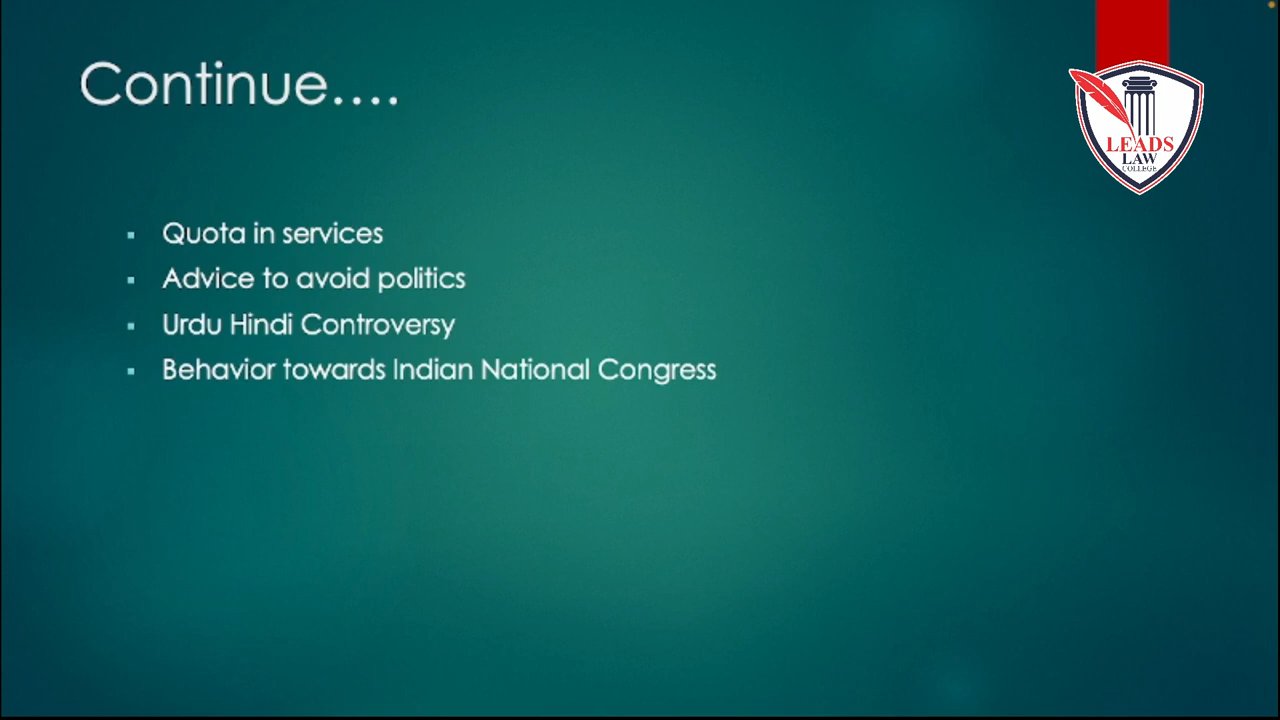 Continue....
LEADS
LAW
COLLEGE
Quota in services
Advice to avoid politics
Urdu Hindi Controversy
Behavior towards Indian National Congress